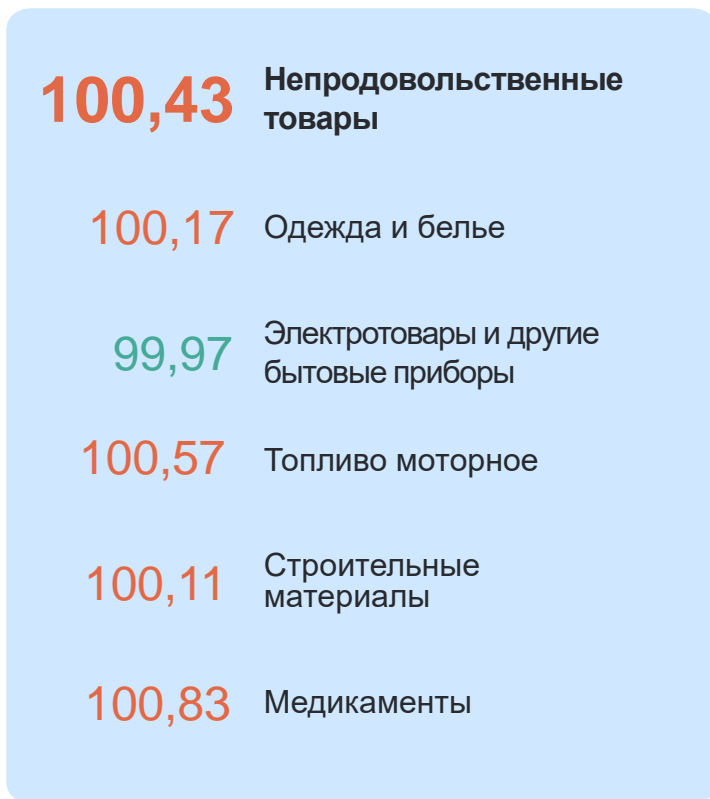 100,43 Непродовольственные
товары
100,17 Одежда и белье
99,97 Электротовары и другие
бытовые приборы
100,57 Топливо моторное
100,11 Строительные
материалы
100,83 Медикаменты